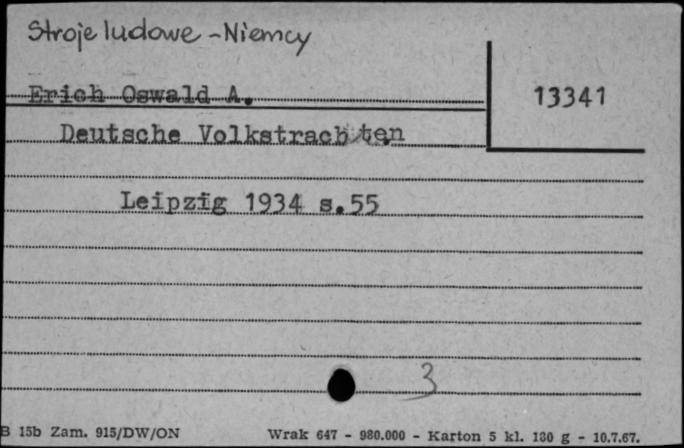 Stroje ludowe - Niemcy
Erich Oswald A.
13341
Deutsche Volkstrachten
Leipzig 1934 s.55
3
B 15b Zam. 915/DW/ON Wrak 647 - 980.000 - Karton 5 kl. 180 g - 10.7.67.